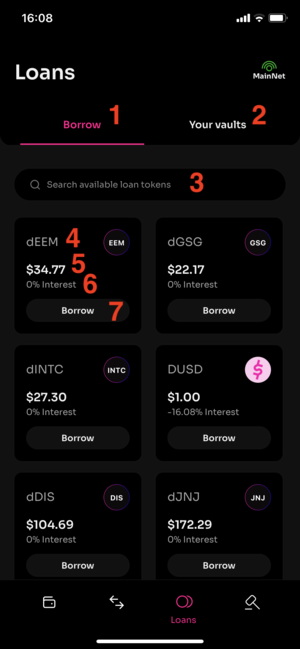 16:08
Loans
MainNet
Borrow 1
Your vaults 2
Search available loan tokens 3
dEEM 4 EEM
$34.77 5
0% Interest 6
Borrow 7
dGSG GSG
$22.17
0% Interest
Borrow
dINTC INTC
$27.30
0% Interest
Borrow
DUSD $
$1.00
-16.08% Interest
Borrow
dDIS DIS
$104.69
0% Interest
Borrow
dJNJ JNJ
$172.29
0% Interest
Borrow
Loans